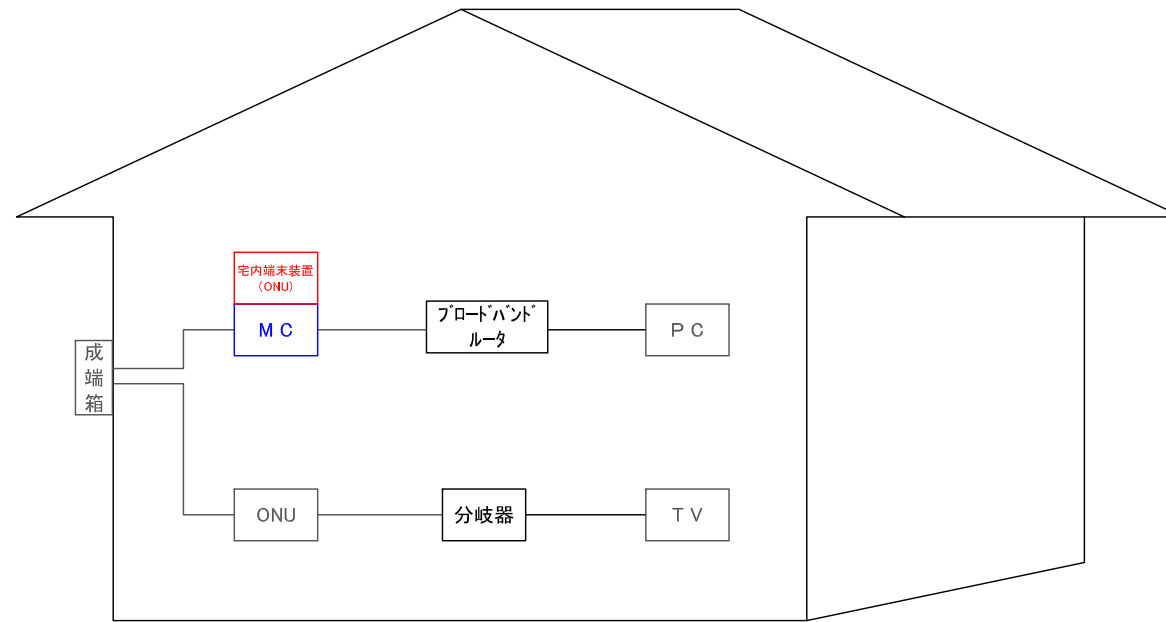 宅内端末装置
(ONU)
ＭＣ
ﾌﾞﾛｰﾄﾞﾊﾞﾝﾄﾞ
ﾙｰﾀ
ＰＣ
成
端
箱
ONU
分岐器
ＴＶ